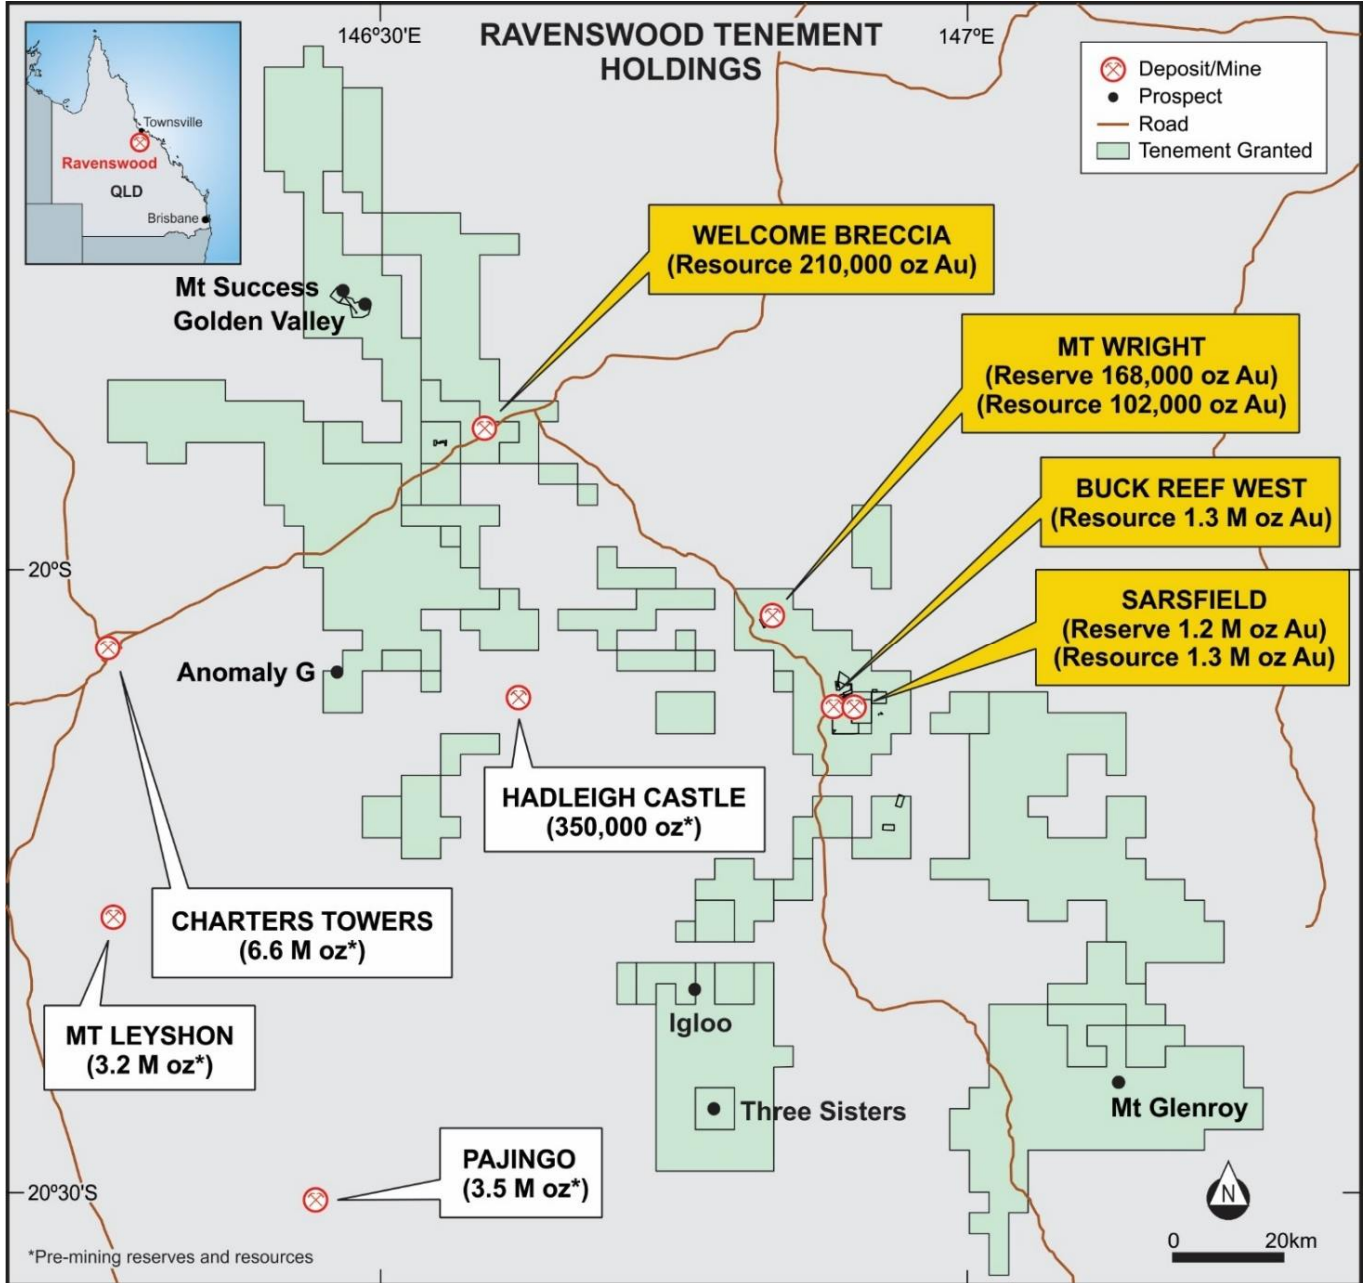 146°30'E
RAVENSWOOD TENEMENT
HOLDINGS
147°E
Deposit/Mine
Prospect
Road
Tenement Granted
Townsville
Ravenswood
QLD
Brisbane
WELCOME BRECCIA
(Resource 210,000 oz Au)
Mt Success
Golden Valley
MT WRIGHT
(Reserve 168,000 oz Au)
(Resource 102,000 oz Au)
BUCK REEF WEST
(Resource 1.3 M oz Au)
20°S
SARSFIELD
(Reserve 1.2 M oz Au)
(Resource 1.3 M oz Au)
Anomaly G
HADLEIGH CASTLE
(350,000 oz*)
CHARTERS TOWERS
(6.6 M oz*)
MT LEYSHON
(3.2 M oz*)
Igloo
Three Sisters
Mt Glenroy
PAJINGO
(3.5 M oz*)
20°30'S
N
0 20km
*Pre-mining reserves and resources